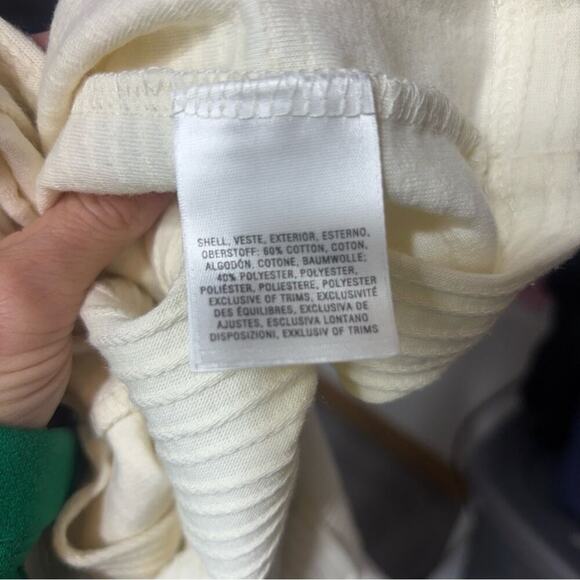 SHELL, VESTE, EXTERIOR, ESTERNO,
OBERSTOFF: 60% COTTON, COTON,
ALGODÓN, COTONE, BAUMWOLLE;
40% POLYESTER, POLYESTER,
POLIÉSTER, POLIESTERE, POLYESTER
EXCLUSIVE OF TRIMS, EXCLUSIVITÉ
DES ÉQUILIBRES, EXCLUSIVA DE
AJUSTES, ESCLUSIVA LONTANO
DISPOSIZIONI, EXKLUSIV OF TRIMS